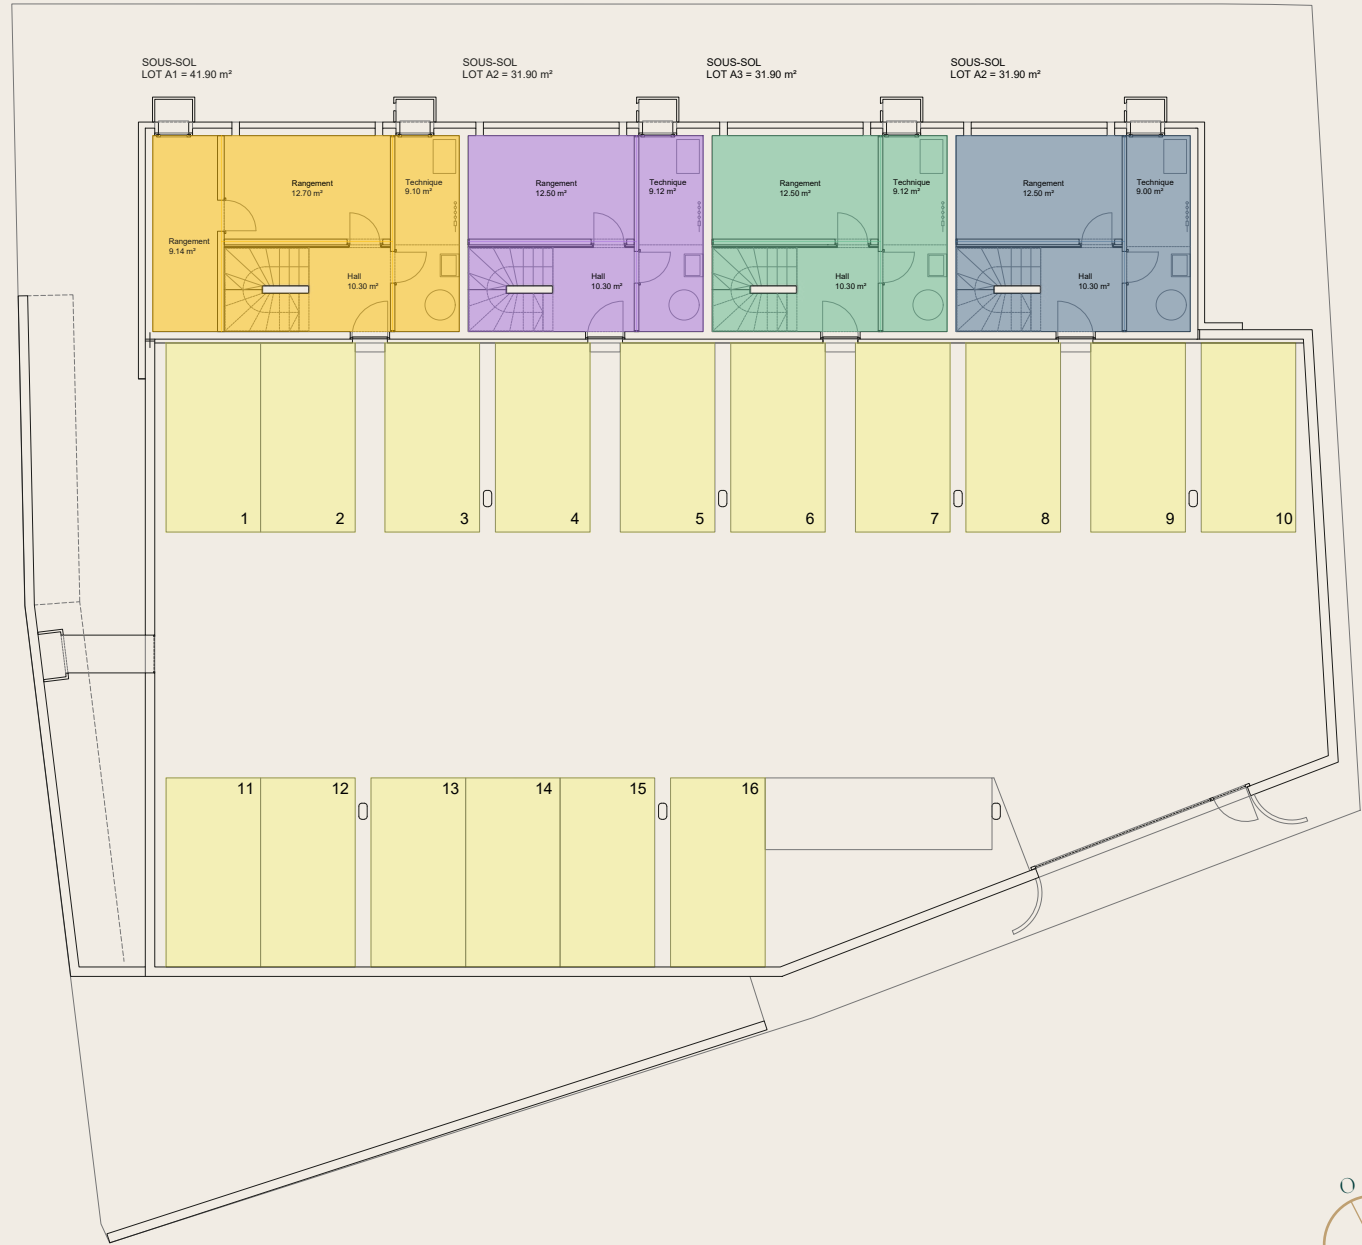 SOUS-SOL
LOT A1 = 41.90 m²
SOUS-SOL
LOT A2 = 31.90 m²
SOUS-SOL
LOT A3 = 31.90 m²
SOUS-SOL
LOT A2 = 31.90 m²
Rangement
12.70 m²
Technique
9.10 m²
Rangement
9.14 m²
Hall
10.30 m²
Rangement
12.50 m²
Technique
9.12 m²
Hall
10.30 m²
Rangement
12.50 m²
Technique
9.12 m²
Hall
10.30 m²
Rangement
12.50 m²
Technique
9.00 m²
Hall
10.30 m²
1
2
3
4
5
6
7
8
9
10
11
12
13
14
15
16
O